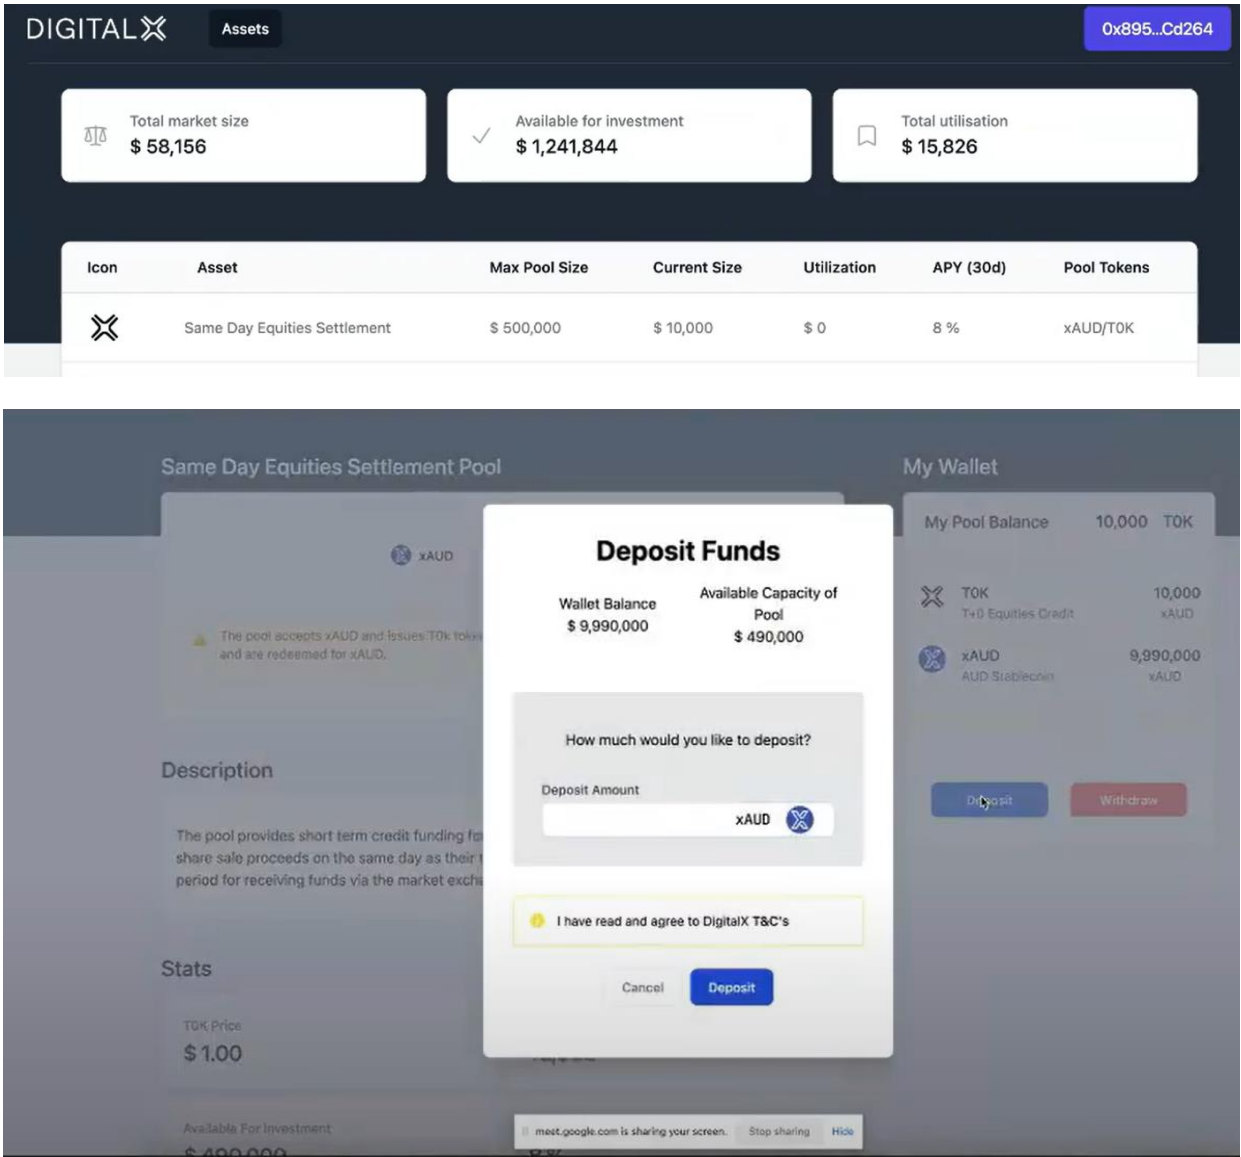 DIGITALX Assets 0x895...Cd264
Total market size
$ 58,156
Available for investment
$ 1,241,844
Total utilisation
$ 15,826
Icon Asset Max Pool Size Current Size Utilization APY (30d) Pool Tokens
Same Day Equities Settlement $ 500,000 $ 10,000 $ 0 8 % xAUD/T0K
Same Day Equities Settlement Pool
xAUD
The pool accepts xAUD and issues T0k
and are redeemed for xAUD.
Description
The pool provides short term credit funding
share sale proceeds on the same day as their
period for receiving funds via the market
Stats
T0K Price
$ 1.00
Available For Investment
$ 490,000
8 %
Deposit Funds
Wallet Balance
$ 9,990,000
Available Capacity of
Pool
$ 490,000
How much would you like to deposit?
Deposit Amount
xAUD
I have read and agree to DigitalX T&C's
Cancel Deposit
My Wallet
My Pool Balance 10,000 T0K
T0K 10,000
T+0 Equities Credit xAUD
xAUD 9,990,000
AUD Stablecoin xAUD
Deposit Withdraw
meet.google.com is sharing your screen. Stop sharing Hide